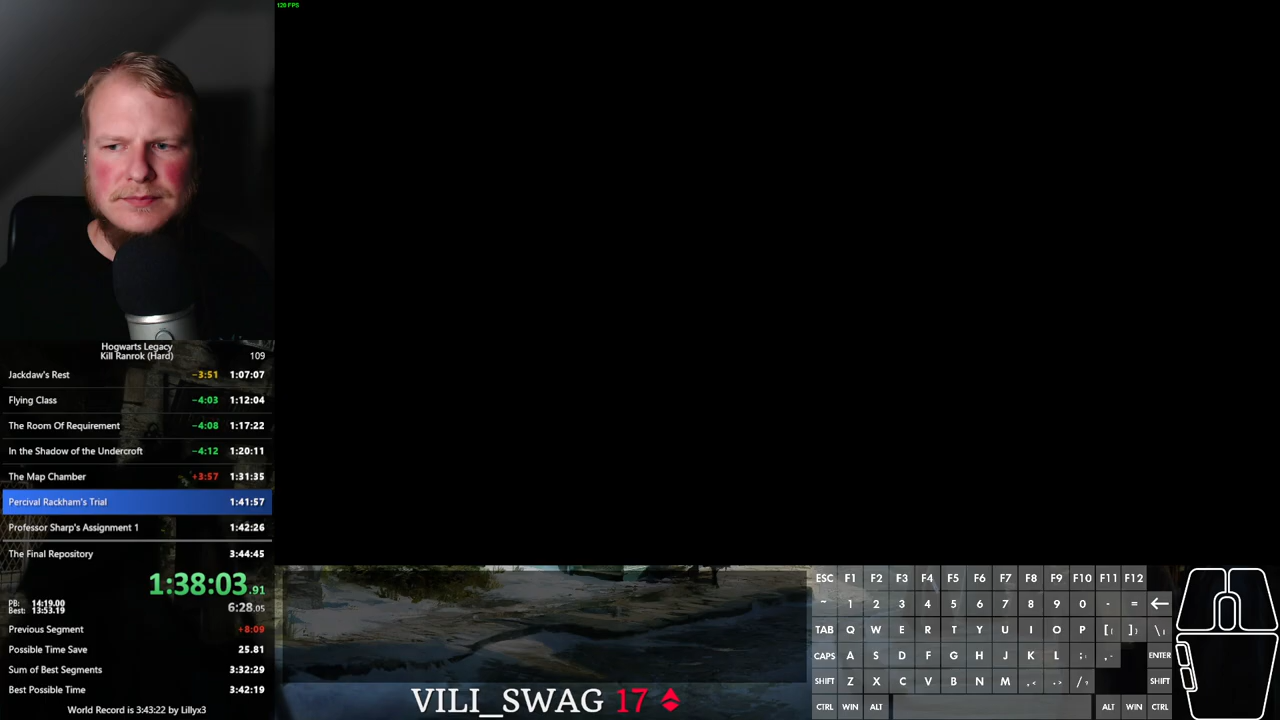 120 FPS
Hogwarts Legacy
Kill Ranrok (Hard) 109
Jackdaw's Rest -3:51 1:07:07
Flying Class -4:03 1:12:04
The Room Of Requirement -4:08 1:17:22
In the Shadow of the Undercroft -4:12 1:20:11
The Map Chamber +3:57 1:31:35
Percival Rackham's Trial 1:41:57
Professor Sharp's Assignment 1 1:42:26
The Final Repository 3:44:45
1:38:03.91
PB: 14:19.00
Best: 13:53.19
6:28.05
Previous Segment +8:09
Possible Time Save 25.81
Sum of Best Segments 3:32:29
Best Possible Time 3:42:19
World Record is 3:43:22 by Lillyx3
VILI_SWAG 17
ESC F1 F2 F3 F4 F5 F6 F7 F8 F9 F10 F11 F12
~ 1 2 3 4 5 6 7 8 9 0 - = ←
TAB Q W E R T Y U I O P [{ ]} \|
CAPS A S D F G H J K L ;: ,- ENTER
SHIFT Z X C V B N M ,< .> /? SHIFT
CTRL WIN ALT ALT WIN CTRL